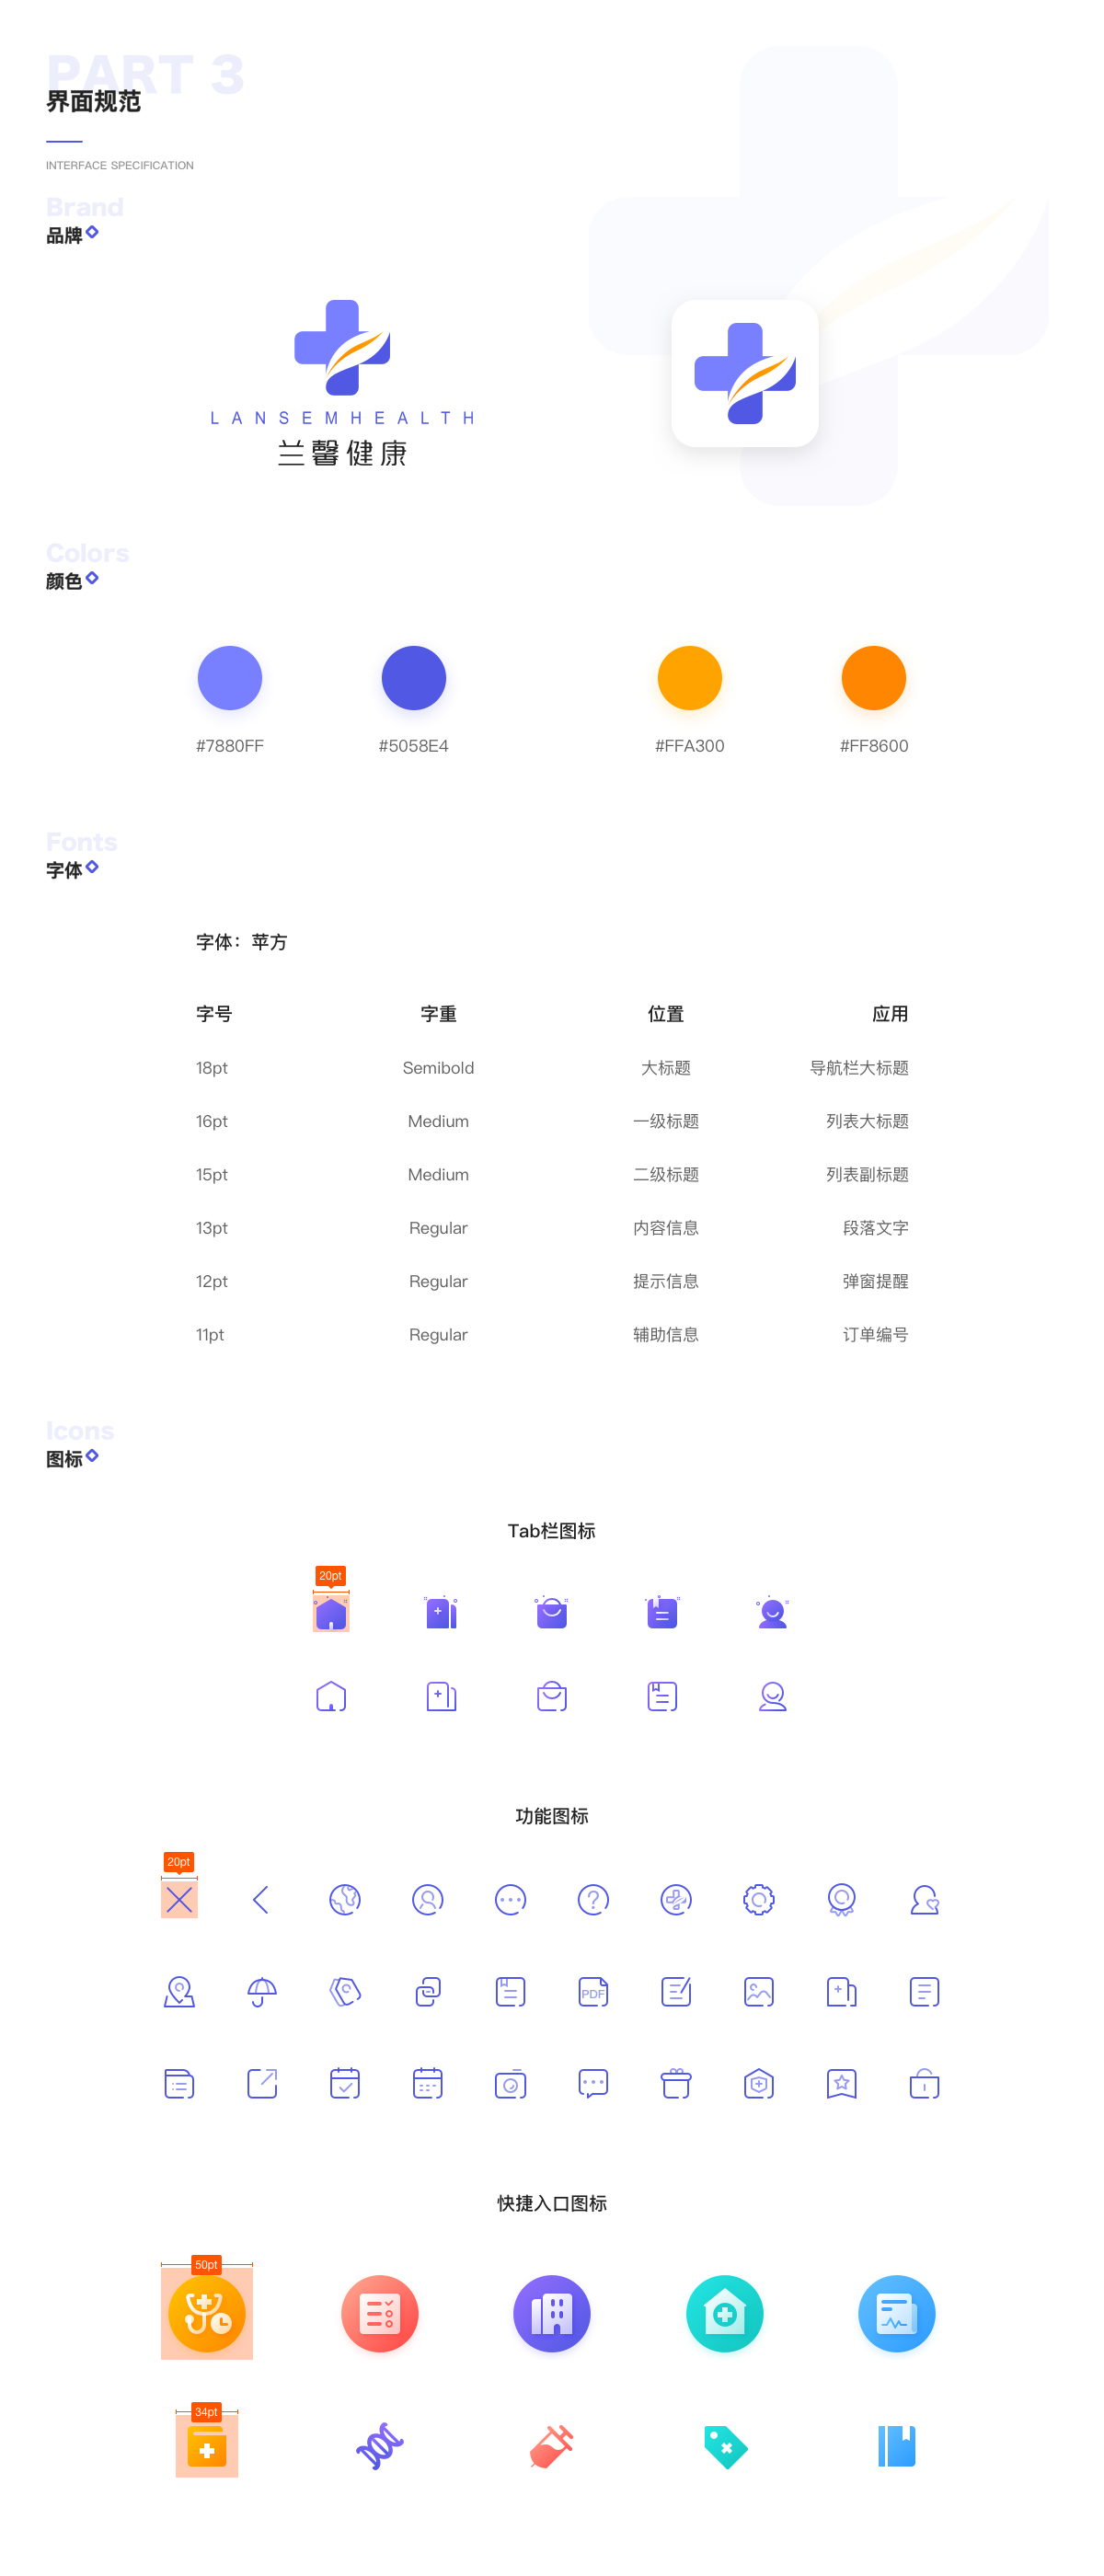 PART 3
界面规范
INTERFACE SPECIFICATION
Brand
品牌
LANSEMHEALTH
兰馨健康
Colors
颜色
#7880FF #5058E4 #FFA300 #FF8600
Fonts
字体
字体：苹方
字号 字重 位置 应用
18pt Semibold 大标题 导航栏大标题
16pt Medium 一级标题 列表大标题
15pt Medium 二级标题 列表副标题
13pt Regular 内容信息 段落文字
12pt Regular 提示信息 弹窗提醒
11pt Regular 辅助信息 订单编号
Icons
图标
Tab栏图标
20pt
功能图标
20pt
PDF
快捷入口图标
50pt
34pt